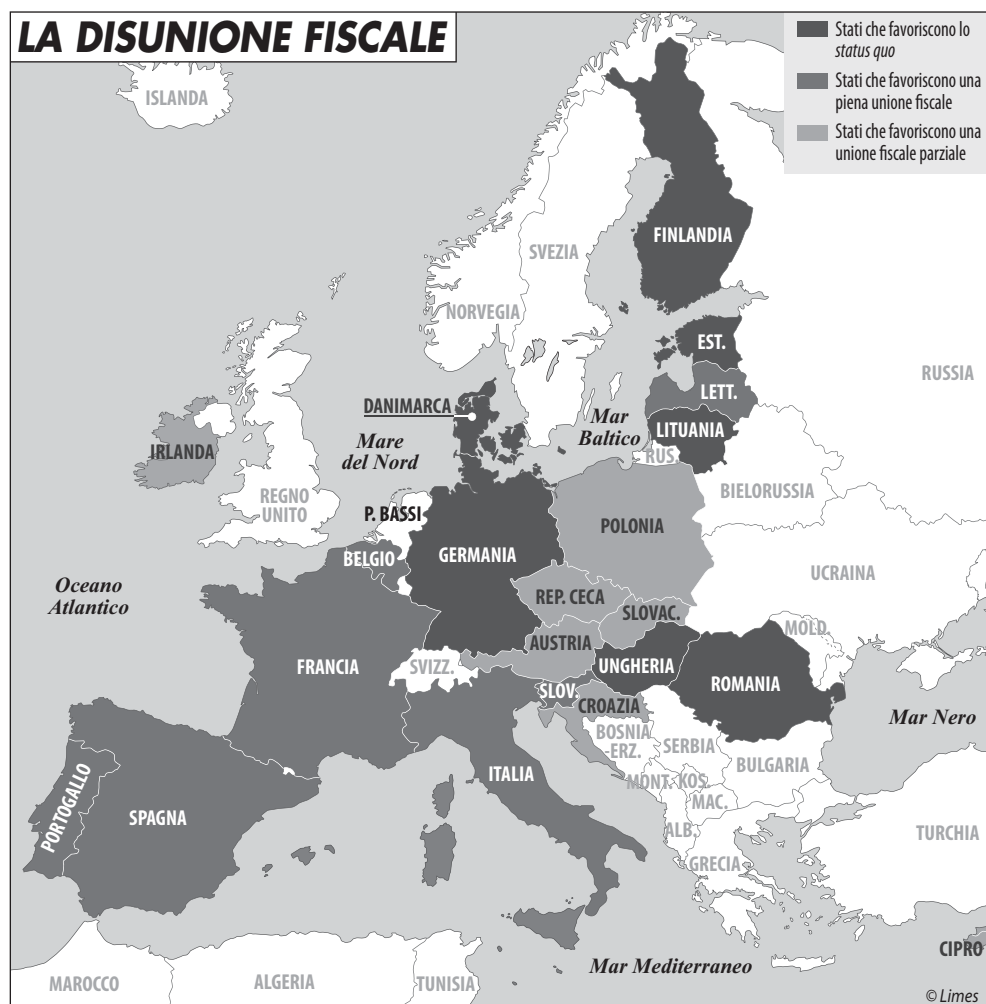 LA DISUNIONE FISCALE
Stati che favoriscono lo
status quo
Stati che favoriscono una
piena unione fiscale
Stati che favoriscono una
unione fiscale parziale
ISLANDA
FINLANDIA
SVEZIA
NORVEGIA
EST.
RUSSIA
LETT.
DANIMARCA
Mar
Baltico
LITUANIA
Mare
del Nord
RUS.
IRLANDA
BIELORUSSIA
REGNO
UNITO
P. BASSI
POLONIA
GERMANIA
BELGIO
UCRAINA
Oceano
Atlantico
REP. CECA
SLOVAC.
MOLD.
AUSTRIA
FRANCIA
SVIZZ.
UNGHERIA
ROMANIA
SLOV.
CROAZIA
Mar Nero
BOSNIA
-ERZ.
SERBIA
BULGARIA
ITALIA
MONT.
KOS.
MAC.
PORTOGALLO
SPAGNA
ALB.
TURCHIA
GRECIA
CIPRO
Mar Mediterraneo
MAROCCO
ALGERIA
TUNISIA
© Limes